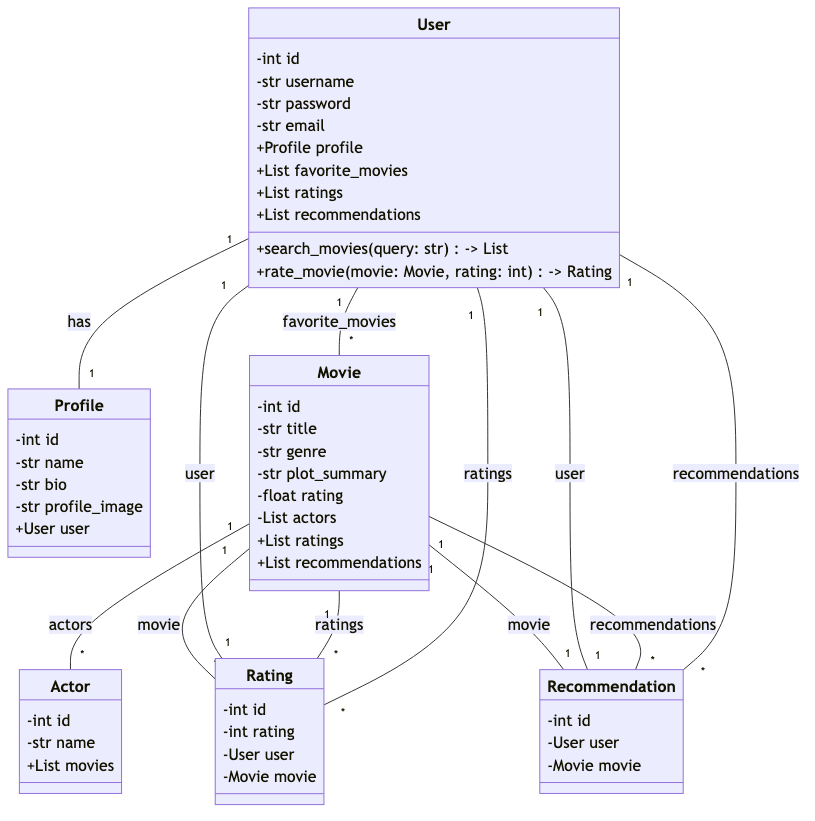 User
-int id
-str username
-str password
-str email
+Profile profile
+List favorite_movies
+List ratings
+List recommendations
+search_movies(query: str) : -> List
+rate_movie(movie: Movie, rating: int) : -> Rating
1
1
1
1
1
1
has
favorite_movies
*
1
Movie
-int id
-str title
-str genre
-str plot_summary
-float rating
-List actors
+List ratings
+List recommendations
Profile
-int id
-str name
-str bio
-str profile_image
+User user
user
ratings
user
recommendations
1
1
1
1
1
actors
movie
ratings
movie
recommendations
*
1
*
1
1
*
*
*
Actor
-int id
-str name
+List movies
Rating
-int id
-int rating
-User user
-Movie movie
Recommendation
-int id
-User user
-Movie movie